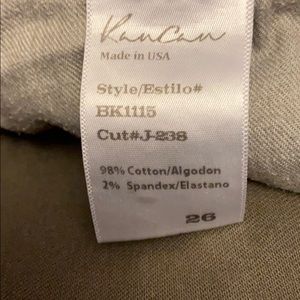 KanCan
Made in USA
Style/Estilo#
BK1115
Cut#J-238
98% Cotton/Algodon
2% Spandex/Elastano
26